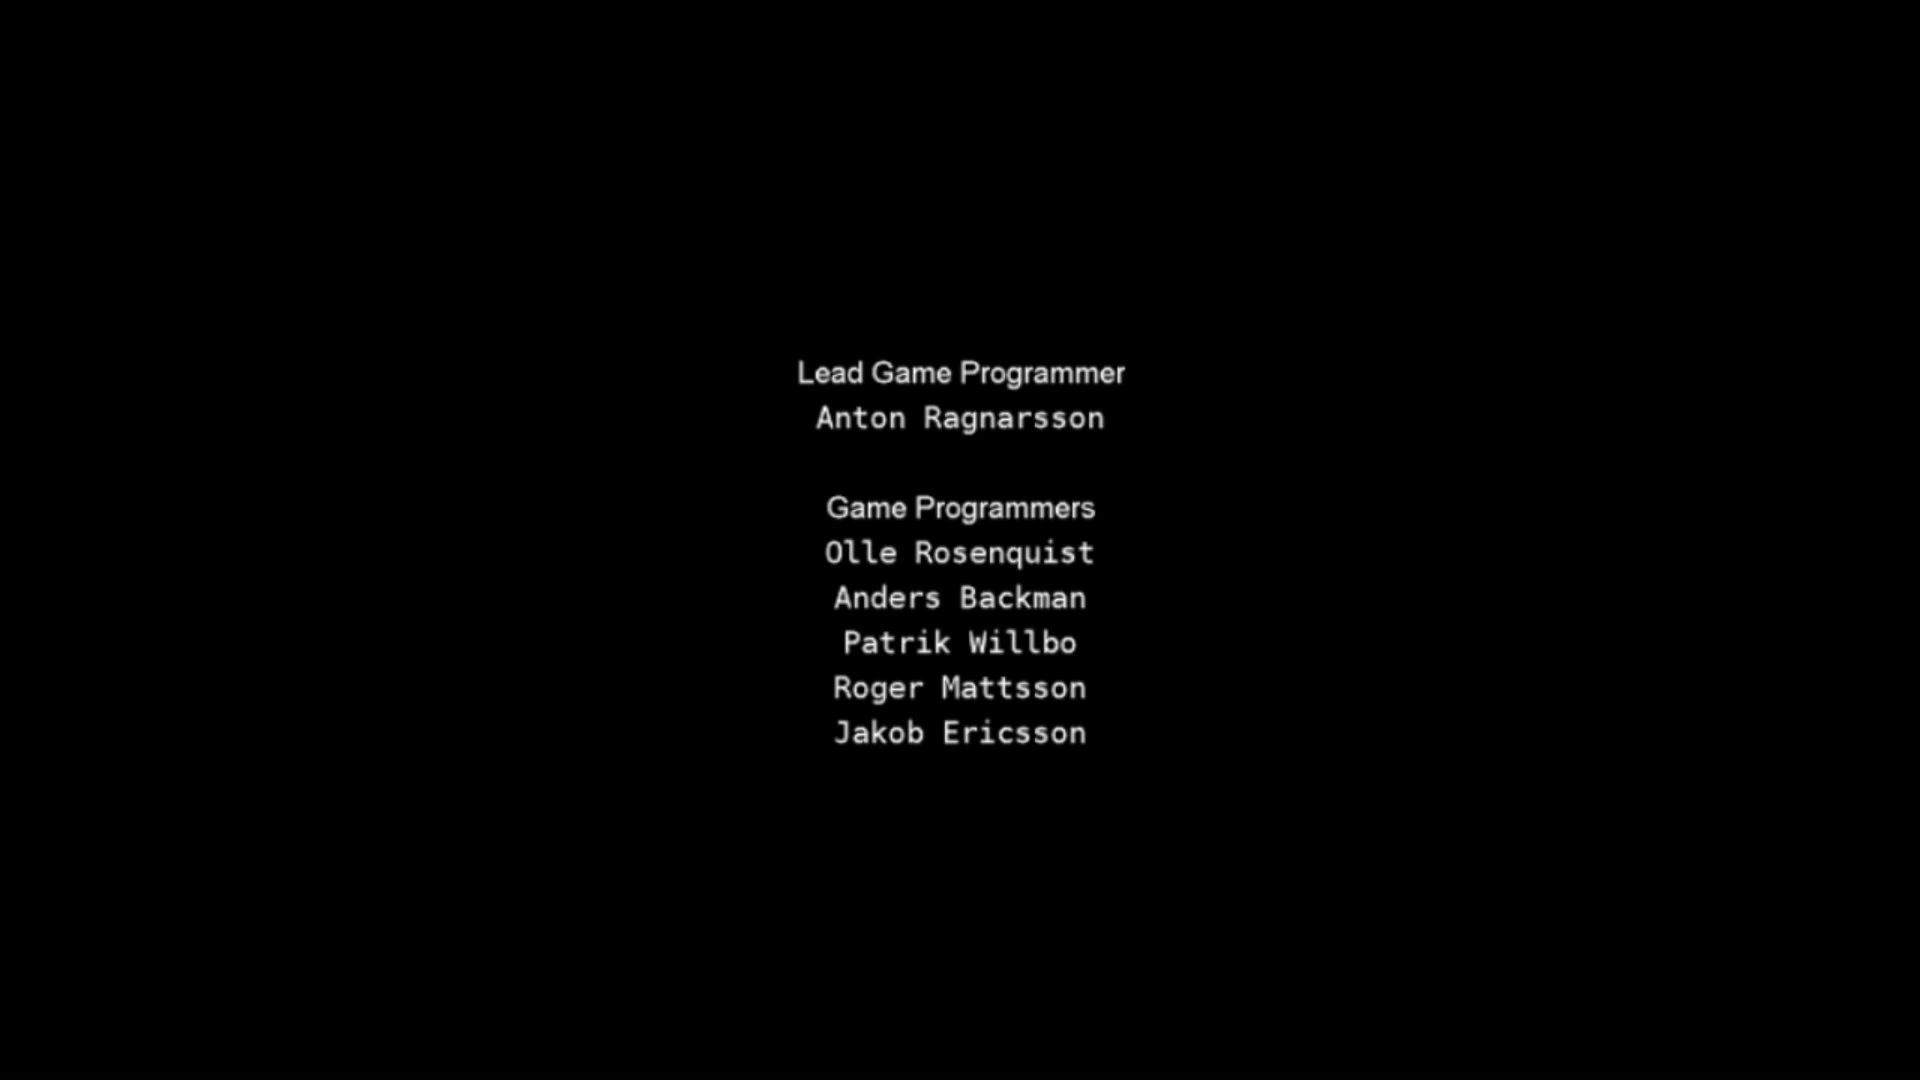 Lead Game Programmer
Anton Ragnarsson
Game Programmers
Olle Rosenquist
Anders Backman
Patrik Willbo
Roger Mattsson
Jakob Ericsson